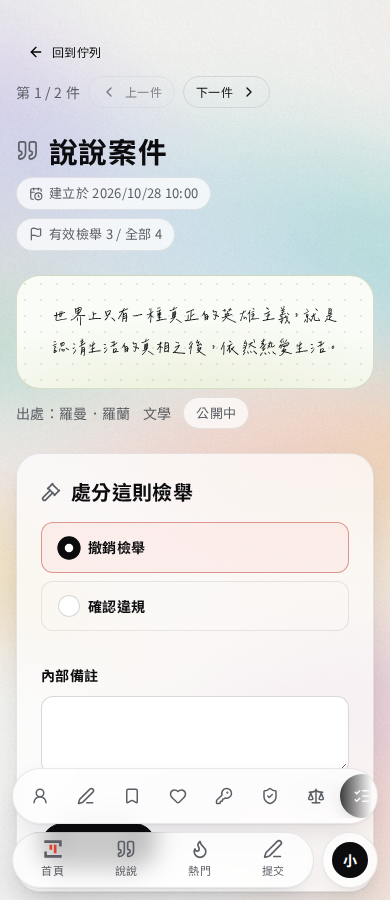 回到佇列
第 1 / 2 件
上一件
下一件
說說案件
建立於 2026/10/28 10:00
有效檢舉 3 / 全部 4
世界上只有一種真正的英雄主義，就是
認清生活的真相之後，依然熱愛生活。
出處：羅曼．羅蘭 文學 公開中
處分這則檢舉
撤銷檢舉
確認違規
內部備註
首頁
說說
熱門
提交
小